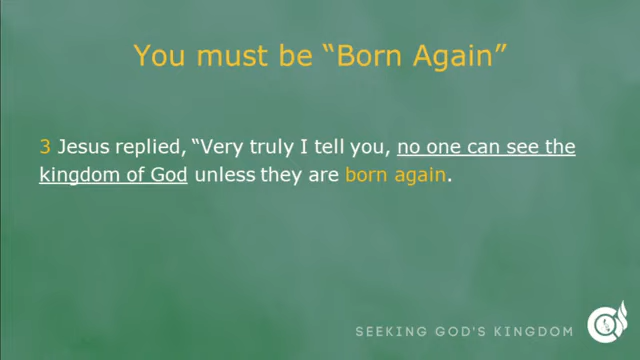 You must be “Born Again”
3 Jesus replied, “Very truly I tell you, no one can see the
kingdom of God unless they are born again.
SEEKING GOD'S KINGDOM